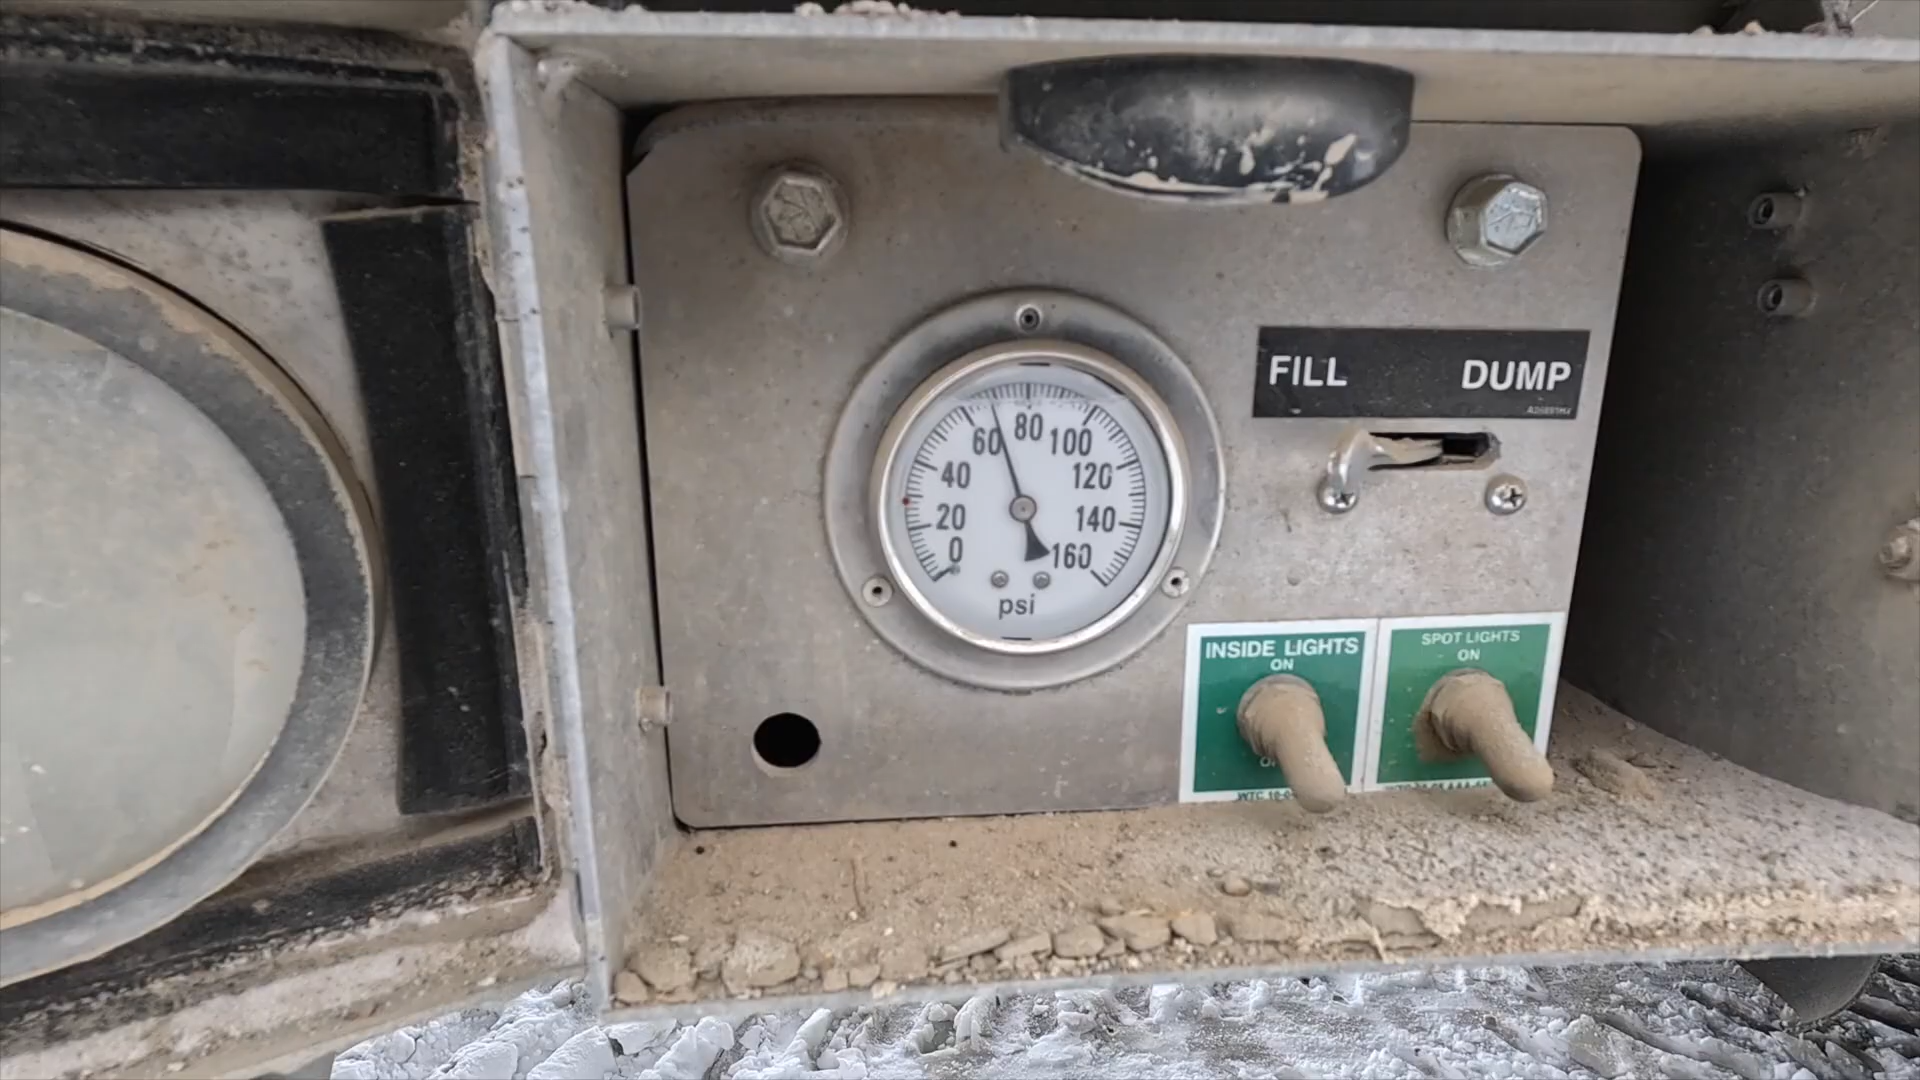 FILL DUMP
0
20
40
60
80
100
120
140
160
psi
INSIDE LIGHTS
ON
SPOT LIGHTS
ON